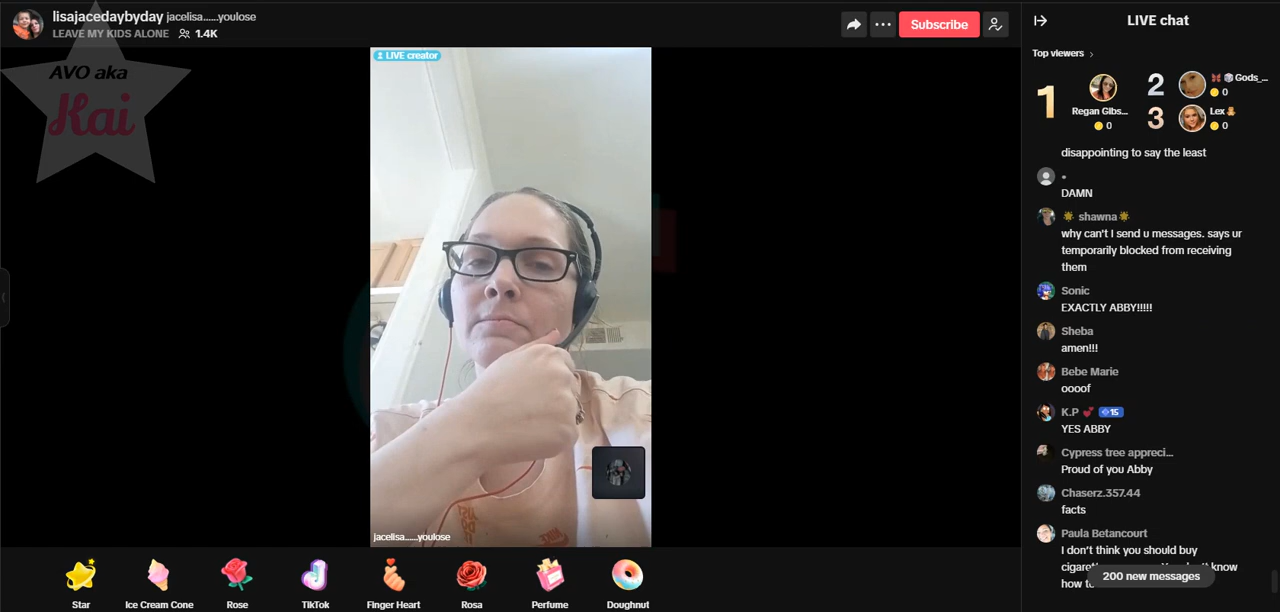 lisajacedaybyday jacelisa......youlose
LEAVE MY KIDS ALONE 1.4K
Subscribe
LIVE chat
AVO aka
Kai
LIVE creator
jacelisa......youlose
Star
Ice Cream Cone
Rose
TikTok
Finger Heart
Rosa
Perfume
Doughnut
Top viewers
1
Regan Gibs...
0
2
Gods_...
0
3
Lex
0
disappointing to say the least
DAMN
shawna
why can't I send u messages. says ur
temporarily blocked from receiving
them
Sonic
EXACTLY ABBY!!!!!
Sheba
amen!!!
Bebe Marie
oooof
K.P 15
YES ABBY
Cypress tree appreci...
Proud of you Abby
Chaserz.357.44
facts
Paula Betancourt
I don't think you should buy
know
how
200 new messages